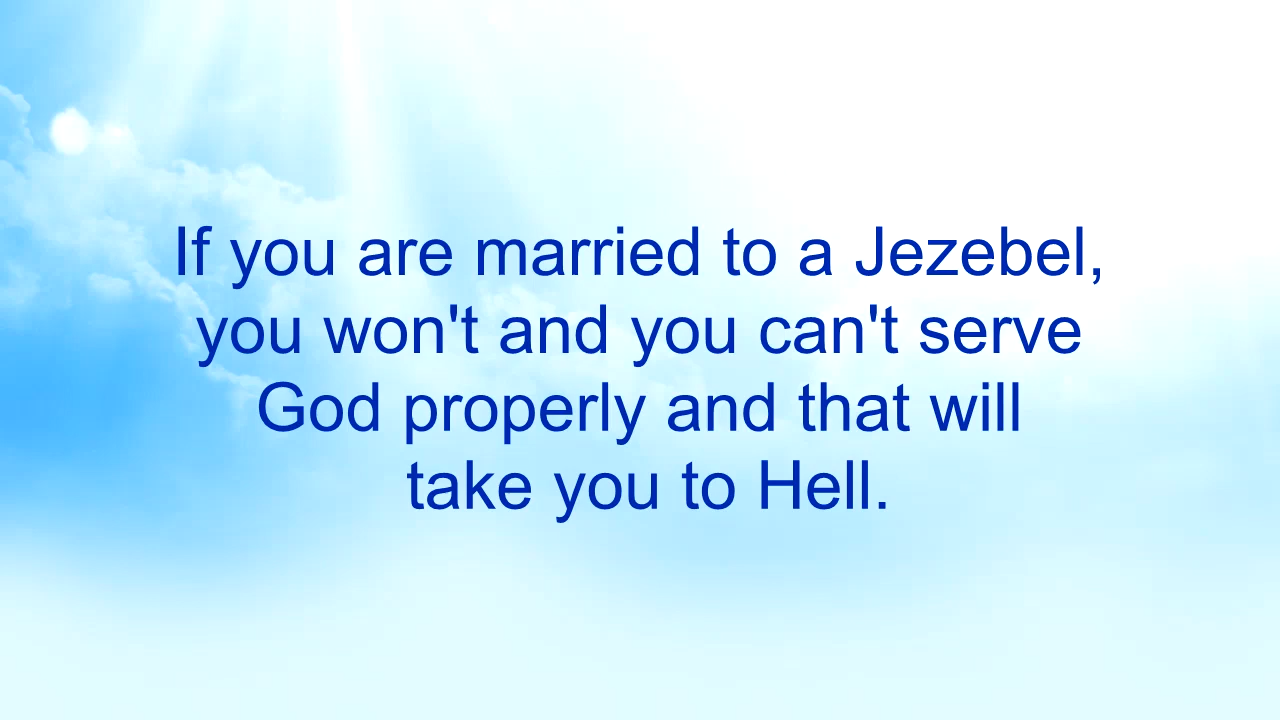 If you are married to a Jezebel,
you won't and you can't serve
God properly and that will
take you to Hell.